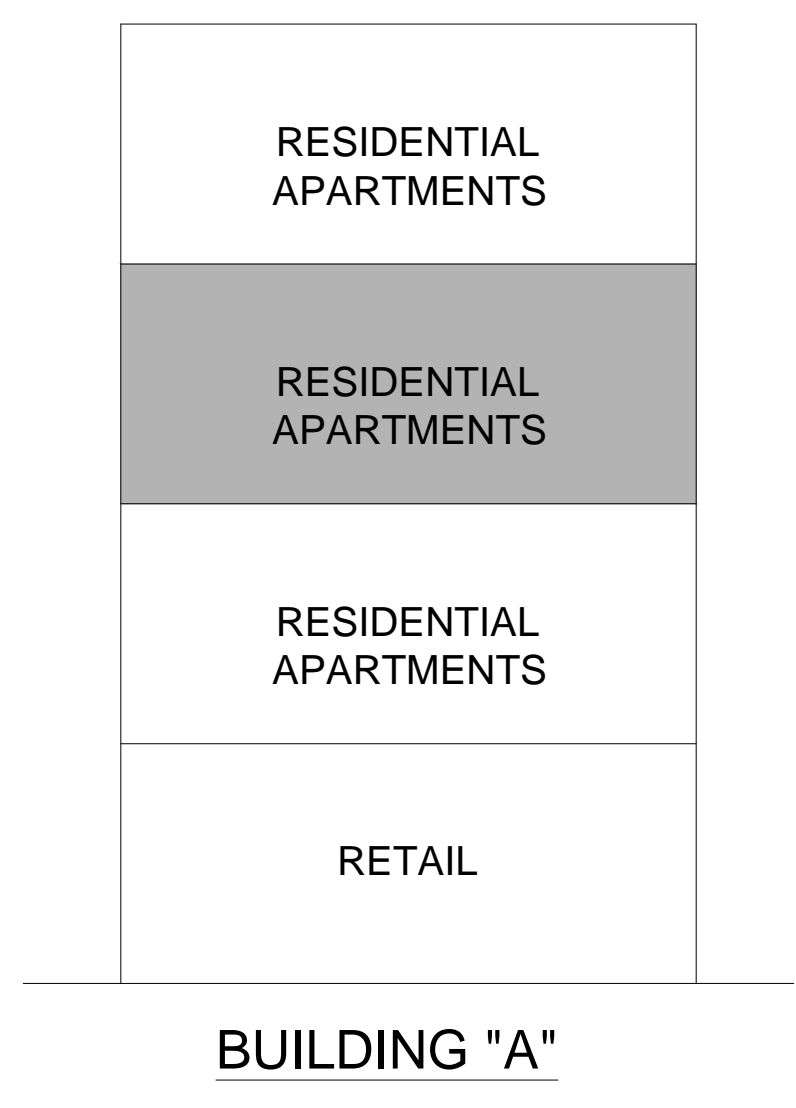 RESIDENTIAL
APARTMENTS
RESIDENTIAL
APARTMENTS
RESIDENTIAL
APARTMENTS
RETAIL
BUILDING "A"